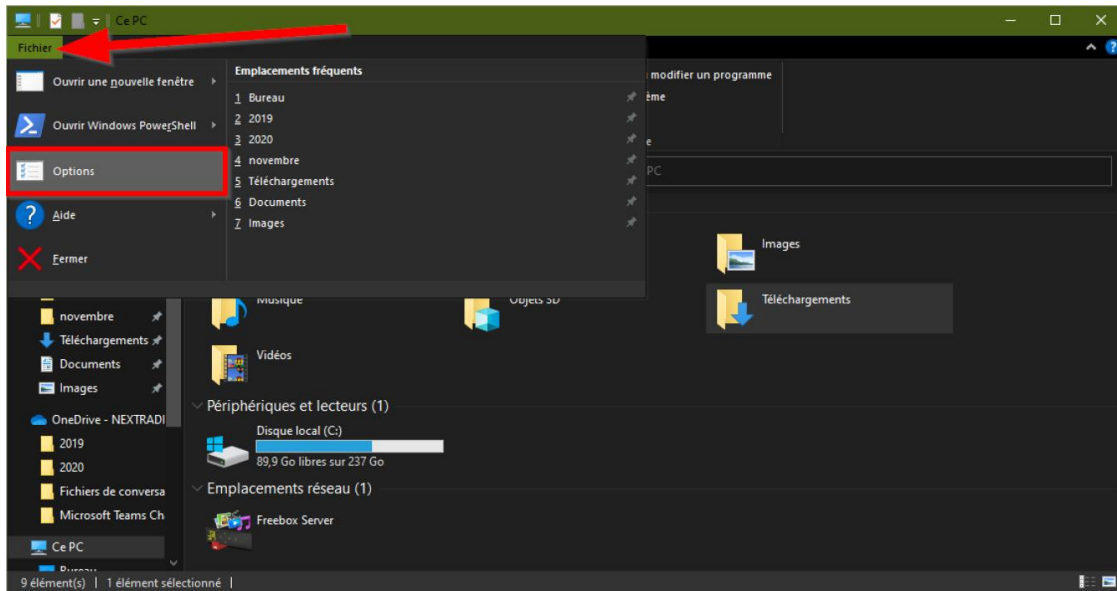 Ce PC
Fichier
Ouvrir une nouvelle fenêtre
Ouvrir Windows PowerShell
Options
Aide
Fermer
Emplacements fréquents
1 Bureau
2 2019
3 2020
4 novembre
5 Téléchargements
6 Documents
7 Images
modifier un programme
PC
Images
Musique
Objets 3D
Téléchargements
Vidéos
novembre
Téléchargements
Documents
Images
OneDrive - NEXTRADI
2019
2020
Fichiers de conversa
Microsoft Teams Ch
Ce PC
Bureau
Périphériques et lecteurs (1)
Disque local (C:)
89,9 Go libres sur 237 Go
Emplacements réseau (1)
Freebox Server
9 élément(s) | 1 élément sélectionné |